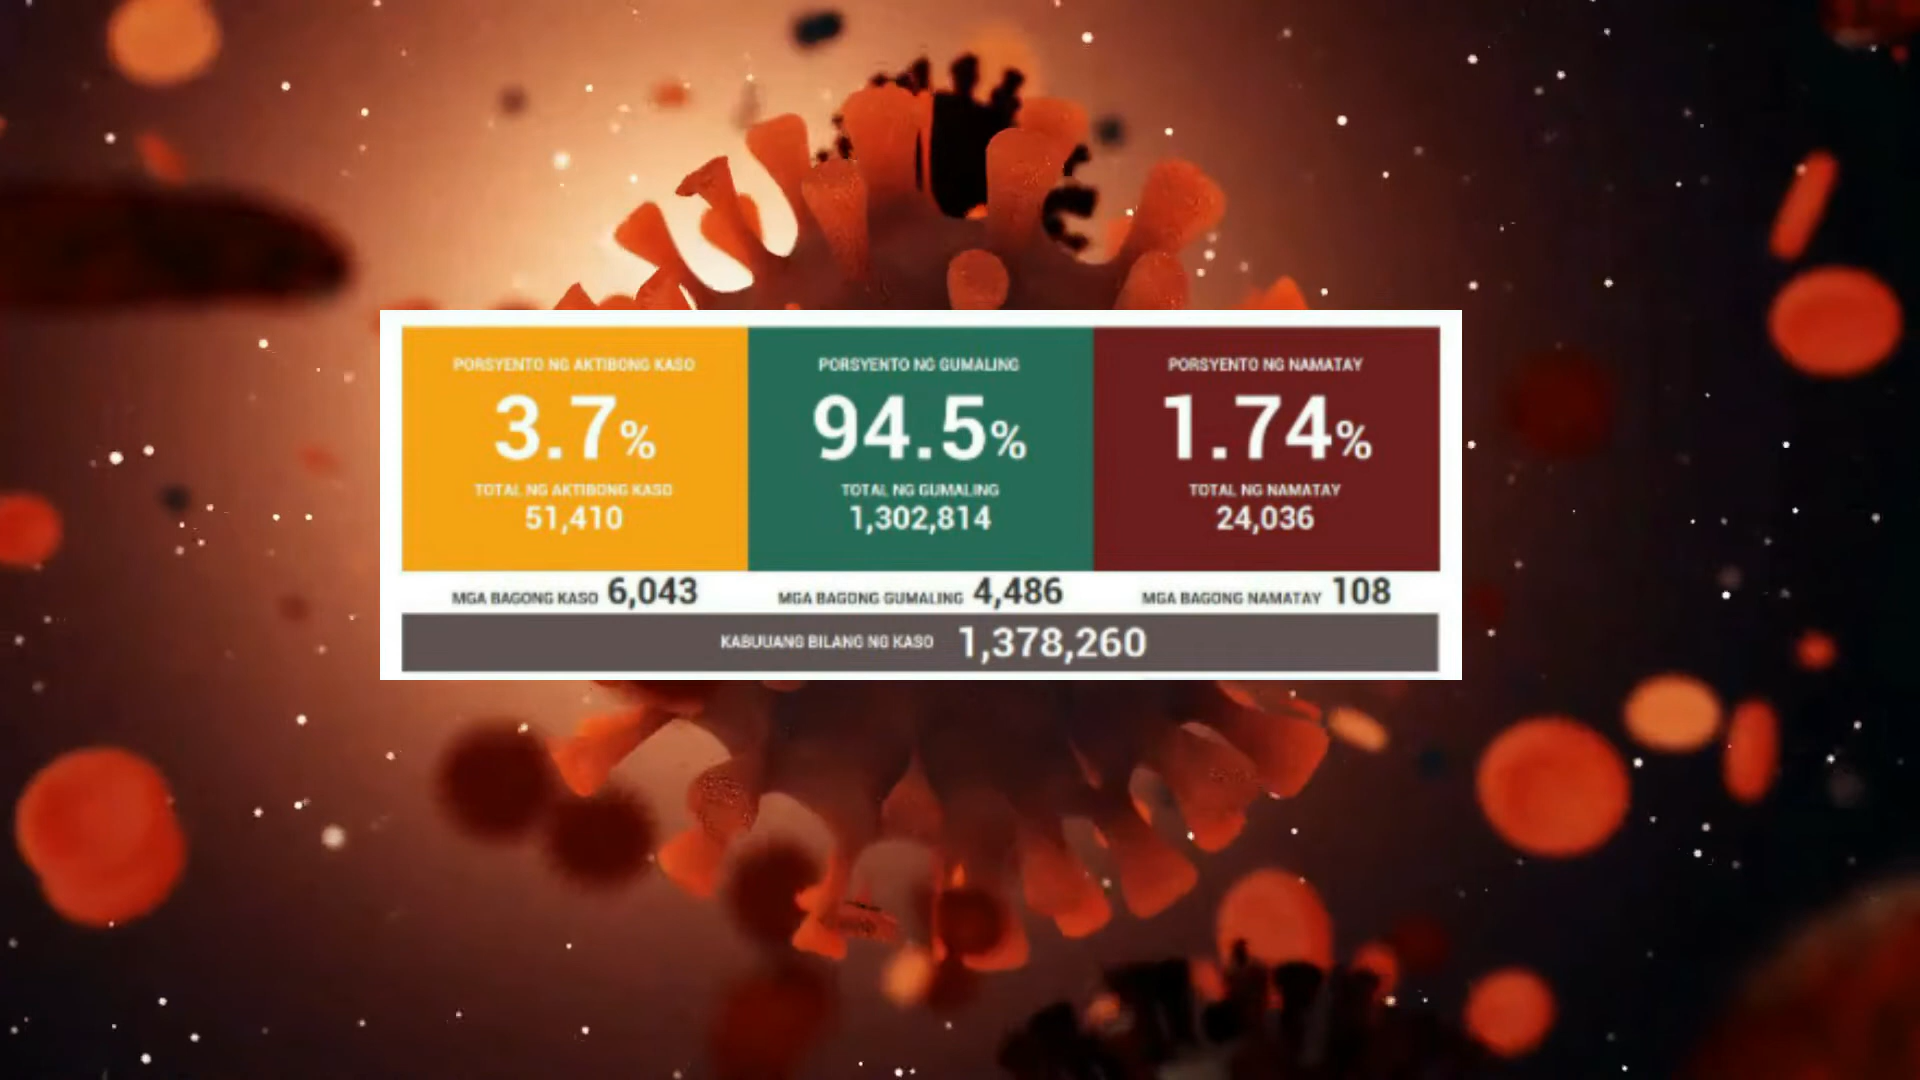 PORSYENTO NG AKTIBONG KASO
3.7%
TOTAL NG AKTIBONG KASO
51,410
PORSYENTO NG GUMALING
94.5%
TOTAL NG GUMALING
1,302,814
PORSYENTO NG NAMATAY
1.74%
TOTAL NG NAMATAY
24,036
MGA BAGONG KASO 6,043
MGA BAGONG GUMALING 4,486
MGA BAGONG NAMATAY 108
KABUUANG BILANG NG KASO 1,378,260